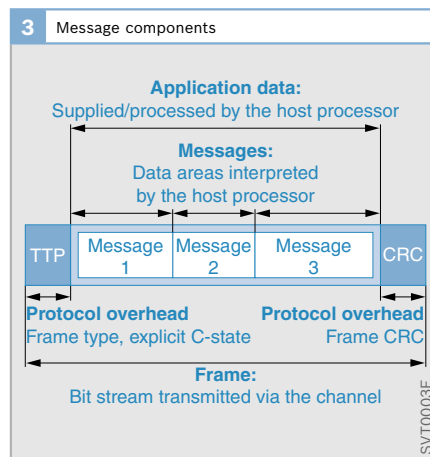 3 Message components
Application data:
Supplied/processed by the host processor
Messages:
Data areas interpreted
by the host processor
TTP
Message
1
Message
2
Message
3
CRC
Protocol overhead
Frame type, explicit C-state
Protocol overhead
Frame CRC
Frame:
Bit stream transmitted via the channel
SVT0003E